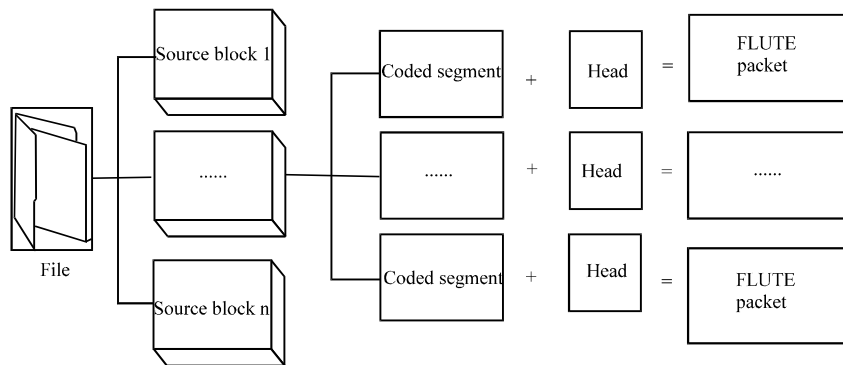 Source block 1
Coded segment
+
Head
=
FLUTE
packet
......
......
+
Head
=
......
File
Source block n
Coded segment
+
Head
=
FLUTE
packet